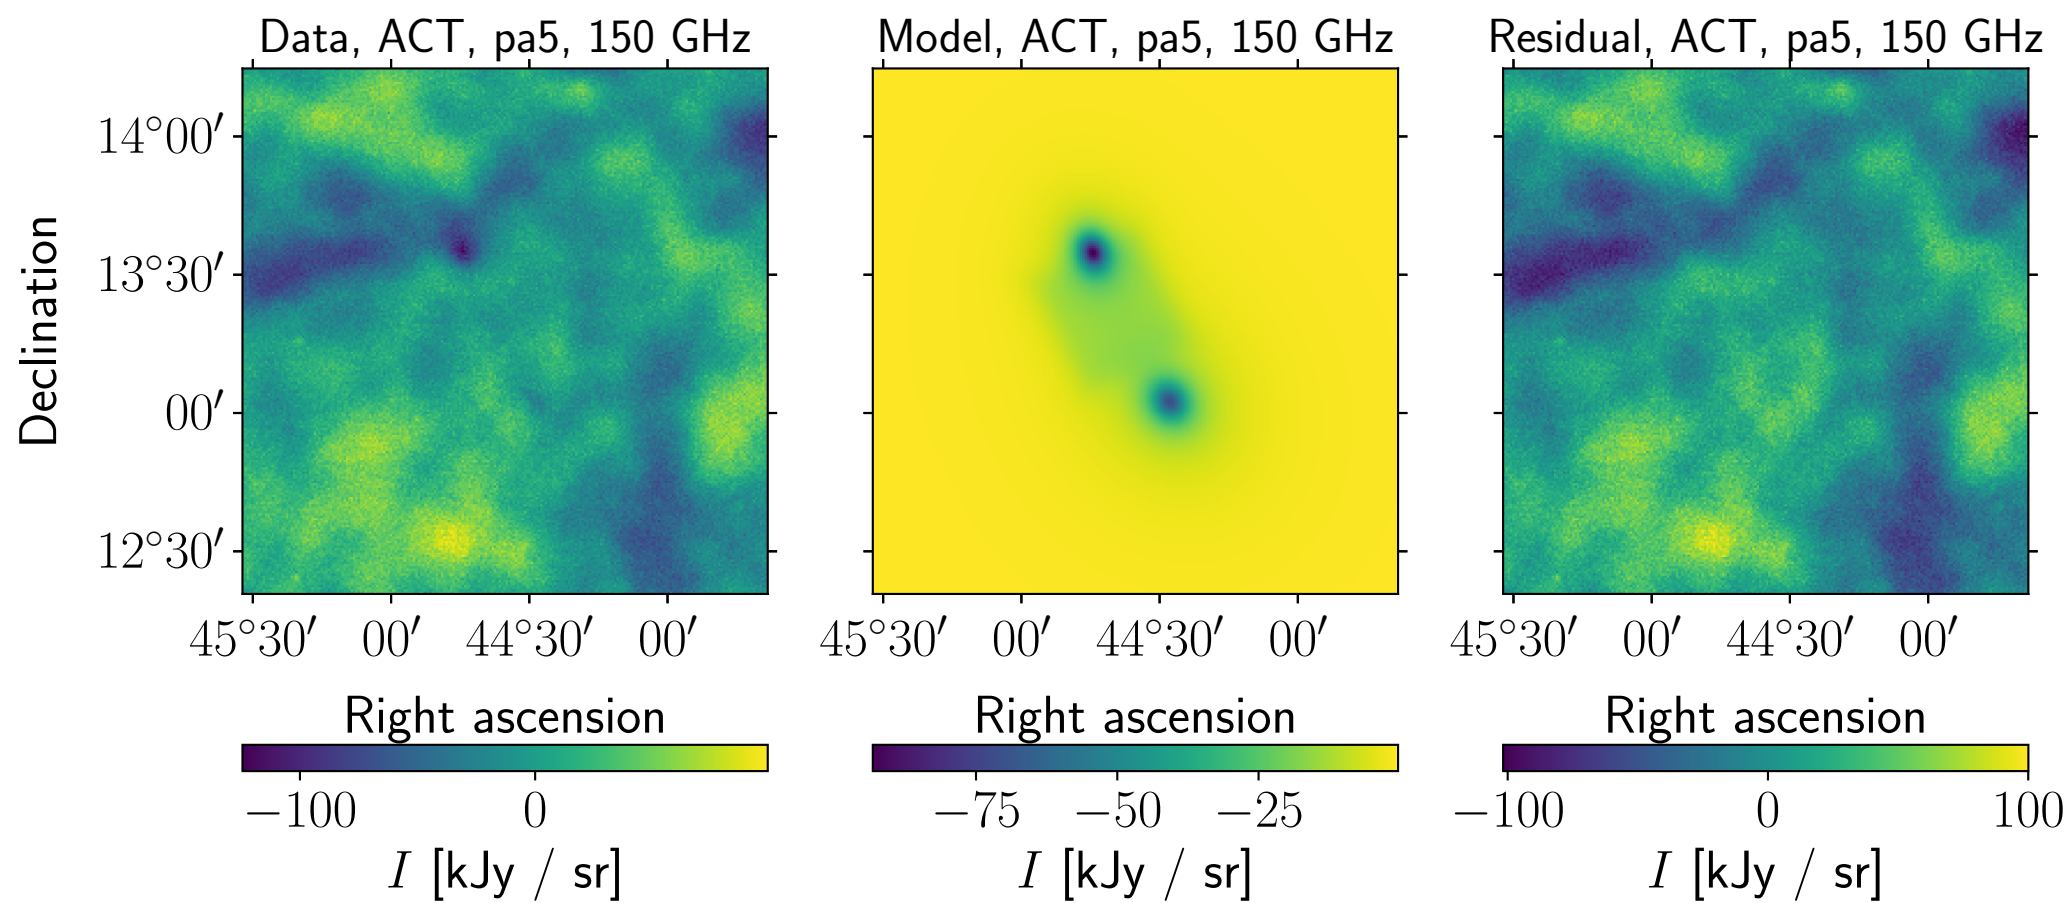 Data, ACT, pa5, 150 GHz
Model, ACT, pa5, 150 GHz
Residual, ACT, pa5, 150 GHz
Declination
14°00′
13°30′
00′
12°30′
45°30′ 00′ 44°30′ 00′
45°30′ 00′ 44°30′ 00′
45°30′ 00′ 44°30′ 00′
Right ascension
Right ascension
Right ascension
−100 0
−75 −50 −25
−100 0 100
I [kJy / sr]
I [kJy / sr]
I [kJy / sr]